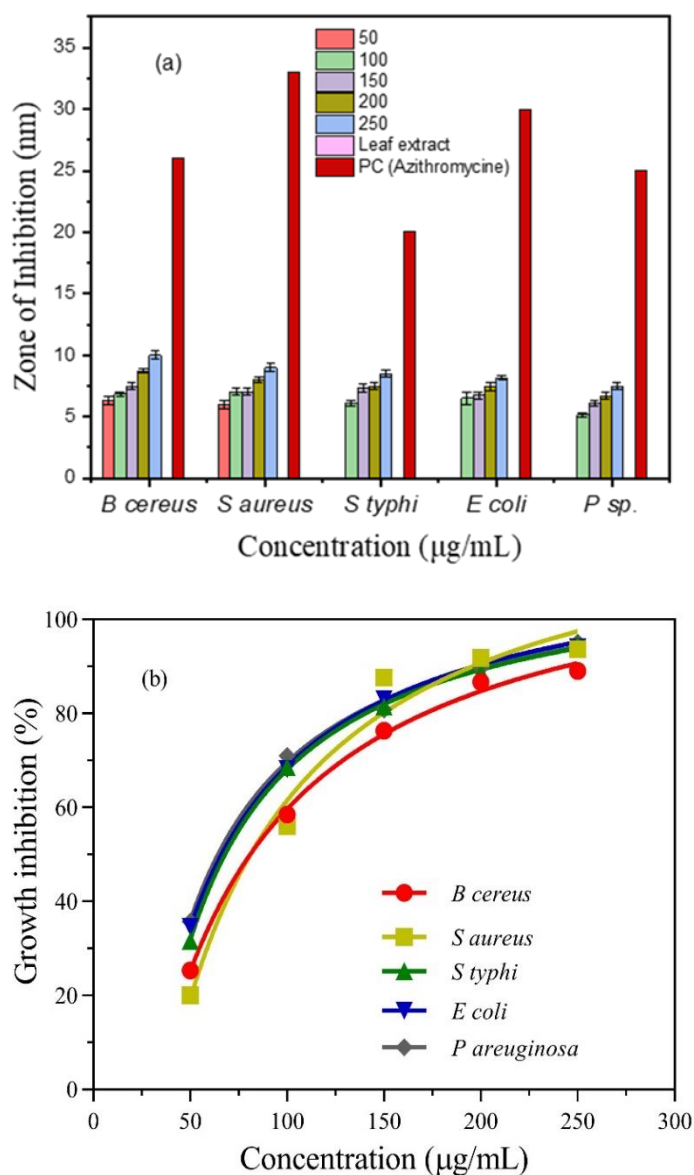 35
30
25
20
15
10
5
0
Zone of Inhibition (nm)
(a)
50
100
150
200
250
Leaf extract
PC (Azithromycine)
B cereus S aureus S typhi E coli P sp.
Concentration (µg/mL)
100
80
60
40
20
0
Growth inhibition (%)
(b)
B cereus
S aureus
S typhi
E coli
P areuginosa
0 50 100 150 200 250 300
Concentration (µg/mL)